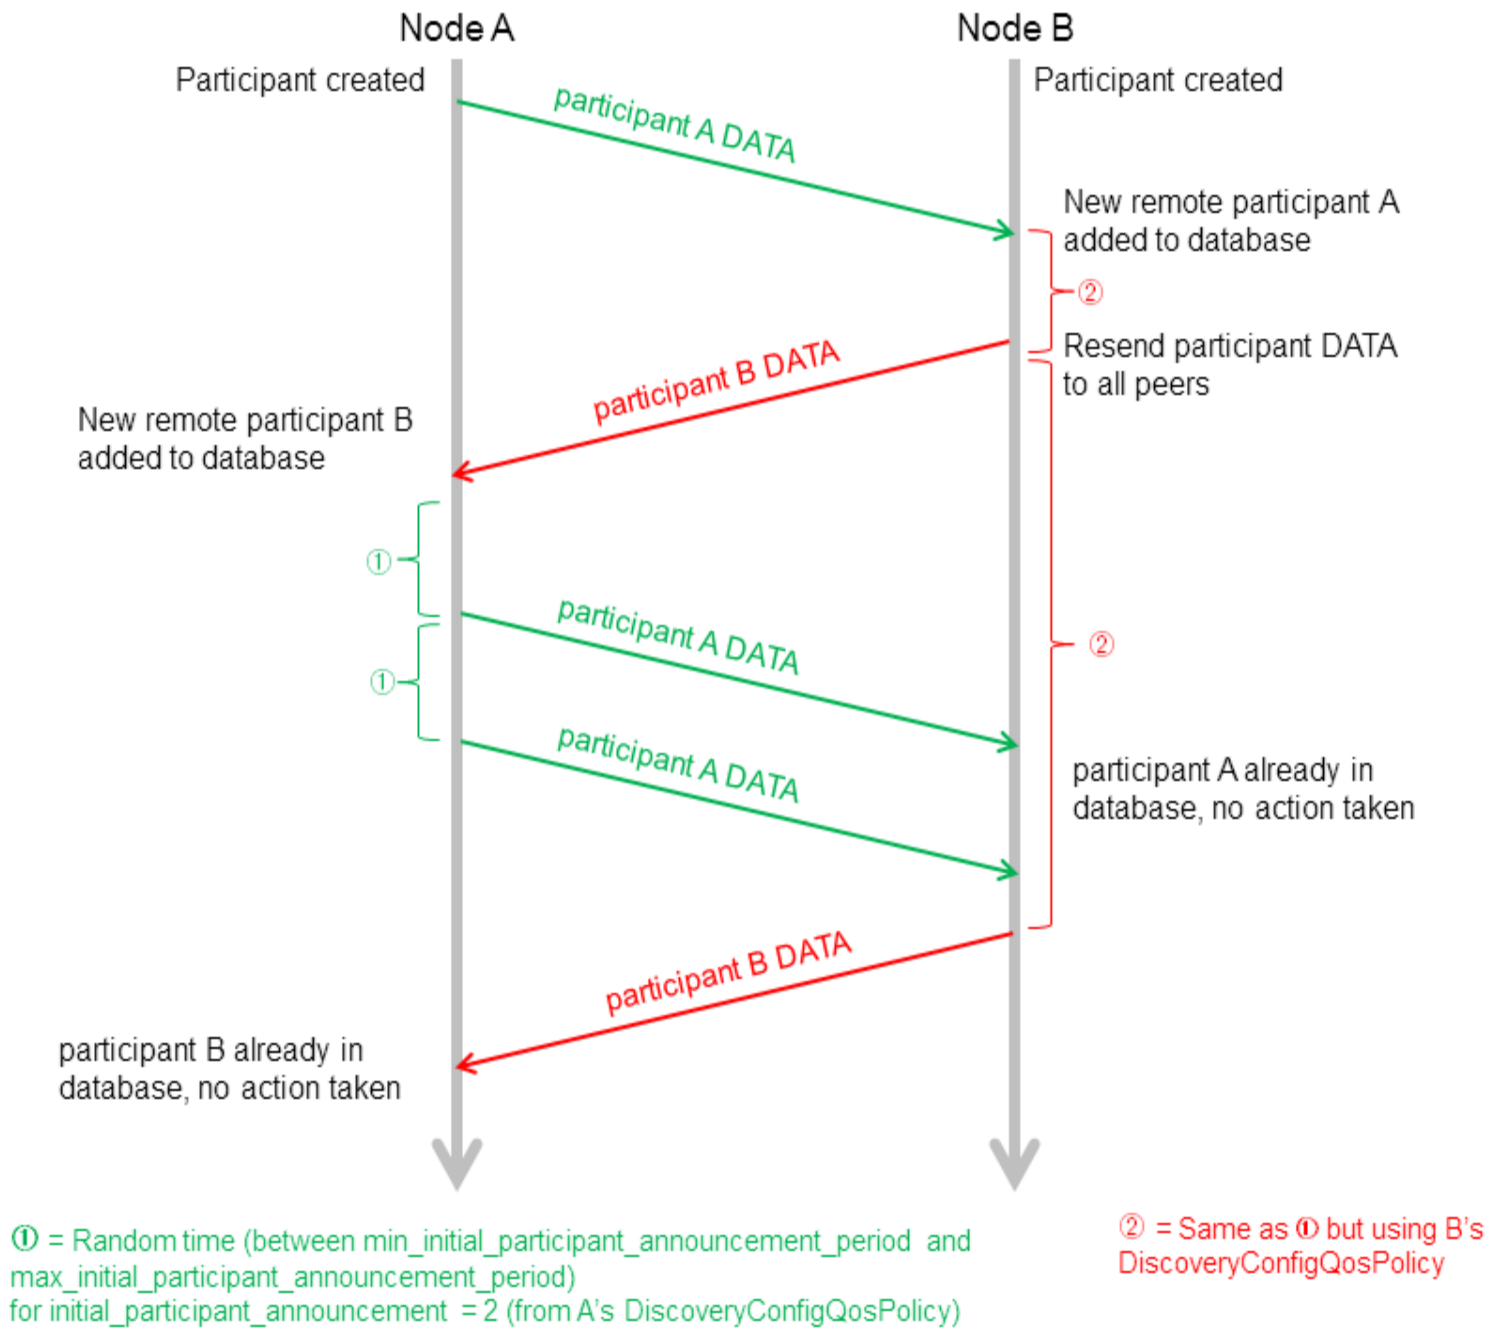 Node A
Node B
Participant created
Participant created
participant A DATA
New remote participant A
added to database
②
Resend participant DATA
to all peers
participant B DATA
New remote participant B
added to database
①
participant A DATA
②
①
participant A DATA
participant A already in
database, no action taken
participant B DATA
participant B already in
database, no action taken
① = Random time (between min_initial_participant_announcement_period and
max_initial_participant_announcement_period)
for initial_participant_announcement = 2 (from A's DiscoveryConfigQosPolicy)
② = Same as ① but using B's
DiscoveryConfigQosPolicy